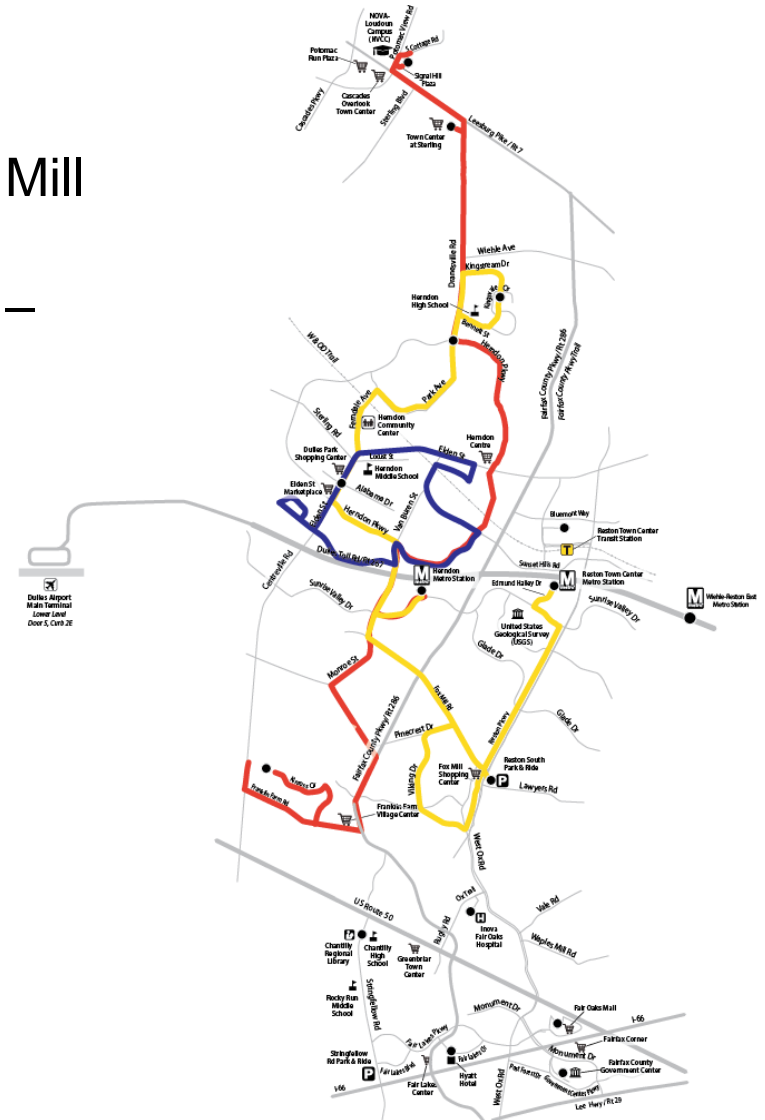 NOVA-
Loudoun
Campus
(NVCC)
Potomac View Rd
S Cottage Rd
Potomac
Run Plaza
Signal Hill
Plaza
Cascades
Overlook
Town Center
Cascades Pkwy
Sterling Blvd
Leesburg Pike / Rt 7
Town Center
at Sterling
Mill
Dranesville Rd
Wiehle Ave
Kingstream Dr
Herndon
High School
Bennett St
Herndon Pkwy
W&OD Trail
Fairfax County Pkwy / Rt 286
Fairfax County Pkwy Trail
Park Ave
Ferndale Ave
Herndon
Community
Center
Sterling Rd
Herndon
Centre
Dulles Park
Shopping Center
Locust St
Elden St
Herndon
Middle School
Elden St
Marketplace
Alabama Dr
Van Buren St
Elden St
Herndon Pkwy
Bluemont Way
Reston Town Center
Transit Station
T
Dulles Toll Rd/Rt 267
Centreville Rd
Sunset Hills Rd
M
Herndon
Metro Station
Edmund Halley Dr
M
Reston Town Center
Metro Station
M
Wiehle-Reston East
Metro Station
Dulles Airport
Main Terminal
Lower Level
Door 5, Curb 2E
Sunrise Valley Dr
Sunrise Valley Dr
United States
Geological Survey
(USGS)
Glade Dr
Monroe St
Fox Mill Rd
Glade Dr
Reston Pkwy
Fairfax County Pkwy / Rt 286
Pinecrest Dr
Viking Dr
Fox Mill
Shopping
Center
Reston South
Park & Ride
P
Lawyers Rd
Franklin Farm Rd
Franklin Farm
Village Center
West Ox Rd
US Route 50
Ox Trail
Rugby Rd
H
Inova
Fair Oaks
Hospital
Vale Rd
Waples Mill Rd
Chantilly
Regional
Library
Chantilly
High
School
Greenbriar
Town
Center
Rocky Run
Middle
School
Stringfellow Rd
Monument Dr
Fair Oaks Mall
I-66
Fair Lakes Pkwy
Fairfax Corner
Stringfellow
Rd Park & Ride
P
Fair Lakes Blvd
Fair Lakes Cir
Monument Dr
Fairfax County
Government Center
Fair Lakes
Center
Hyatt
Hotel
Post Forest Dr
Government Center Pkwy
I-66
West Ox Rd
Lee Hwy / Rt 29